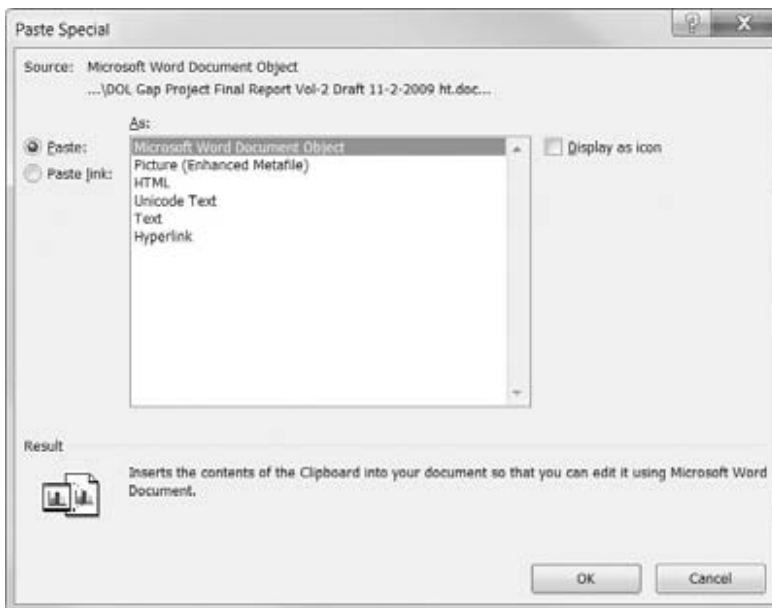 Paste Special
Source: Microsoft Word Document Object
...\DOL Gap Project Final Report Vol-2 Draft 11-2-2009 ht.doc...
As:
Paste:
Paste link:
Microsoft Word Document Object
Picture (Enhanced Metafile)
HTML
Unicode Text
Text
Hyperlink
Display as icon
Result
Inserts the contents of the Clipboard into your document so that you can edit it using Microsoft Word
Document.
OK Cancel